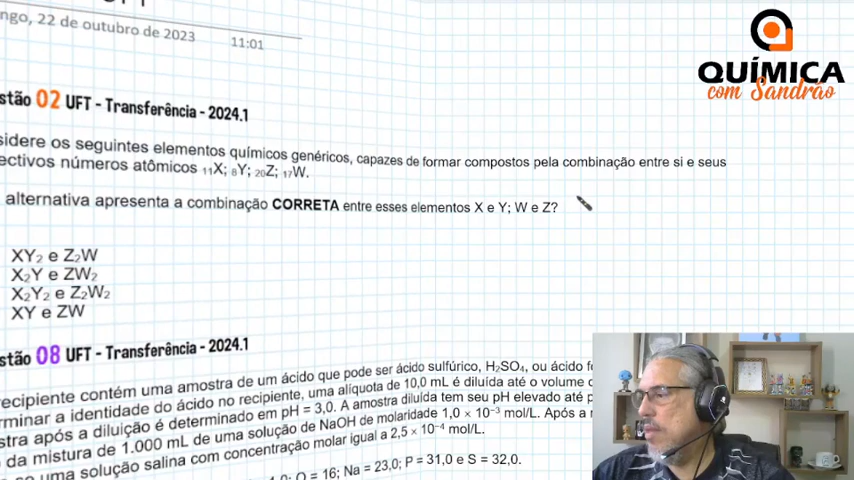 ngo, 22 de outubro de 2023
11:01
QUÍMICA
com Sandrão
stão 02 UFT - Transferência - 2024.1
sidere os seguintes elementos químicos genéricos, capazes de formar compostos pela combinação entre si e seus
ectivos números atômicos ₁₁X; ₈Y; ₂₀Z; ₁₇W.
alternativa apresenta a combinação CORRETA entre esses elementos X e Y; W e Z?
XY₂ e Z₂W
X₂Y e ZW₂
X₂Y₂ e Z₂W₂
XY e ZW
stão 08 UFT - Transferência - 2024.1
recipiente contém uma amostra de um ácido que pode ser ácido sulfúrico, H₂SO₄, ou ácido f
rminar a identidade do ácido no recipiente, uma alíquota de 10,0 mL é diluída até o volume d
stra após a diluição é determinado em pH = 3,0. A amostra diluída tem seu pH elevado até p
da mistura de 1.000 mL de uma solução de NaOH de molaridade 1,0 × 10⁻³ mol/L. Após a
so uma solução salina com concentração molar igual a 2,5 × 10⁻⁴ mol/L.
O = 16; Na = 23,0; P = 31,0 e S = 32,0.